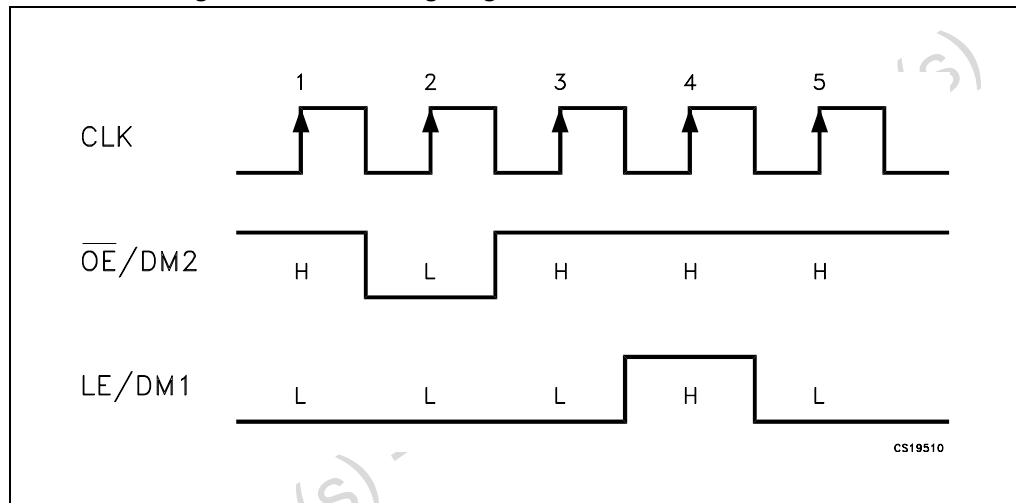 1 2 3 4 5
CLK
OE/DM2 H L H H H
LE/DM1 L L L H L
CS19510